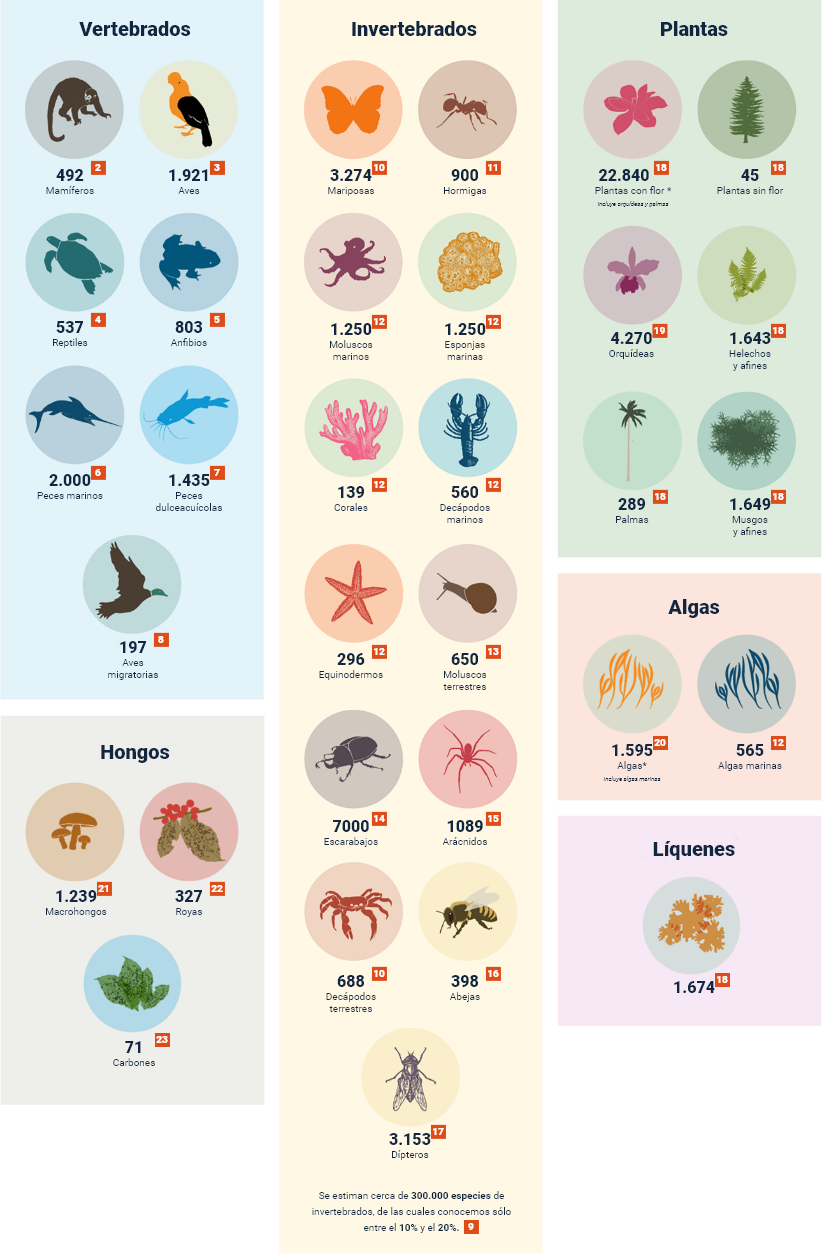 Vertebrados
492 2
Mamíferos
1.921 3
Aves
537 4
Reptiles
803 5
Anfibios
2.000 6
Peces marinos
1.435 7
Peces
dulceacuícolas
197 8
Aves
migratorias
Hongos
1.239 21
Macrohongos
327 22
Royas
71 23
Carbones
Invertebrados
3.274 10
Mariposas
900 11
Hormigas
1.250 12
Moluscos
marinos
1.250 12
Esponjas
marinas
139 12
Corales
560 12
Decápodos
marinos
296 12
Equinodermos
650 13
Moluscos
terrestres
7000 14
Escarabajos
1089 15
Arácnidos
688 10
Decápodos
terrestres
398 16
Abejas
3.153 17
Dípteros
Se estiman cerca de 300.000 especies de
invertebrados, de las cuales conocemos sólo
entre el 10% y el 20%. 9
Plantas
22.840 18
Plantas con flor *
Incluye orquídeas y palmas
45 18
Plantas sin flor
4.270 19
Orquídeas
1.643 18
Helechos
y afines
289 18
Palmas
1.649 18
Musgos
y afines
Algas
1.595 20
Algas*
Incluye algas marinas
565 12
Algas marinas
Líquenes
1.674 18